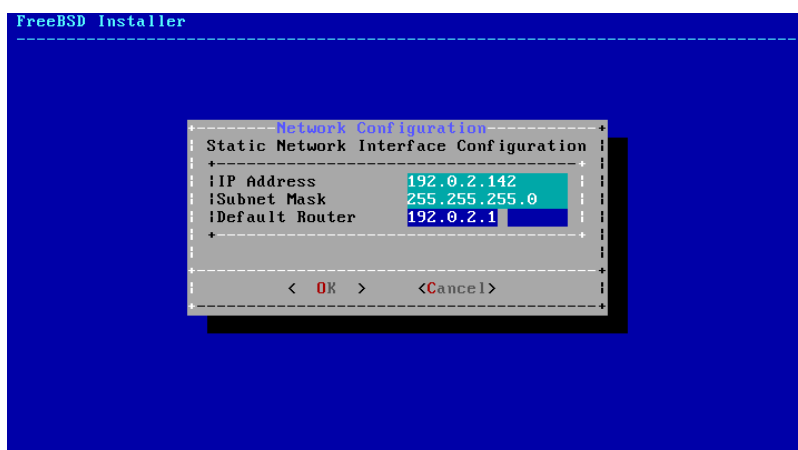 FreeBSD Installer
Network Configuration
Static Network Interface Configuration
IP Address 192.0.2.142
Subnet Mask 255.255.255.0
Default Router 192.0.2.1
< OK > <Cancel>